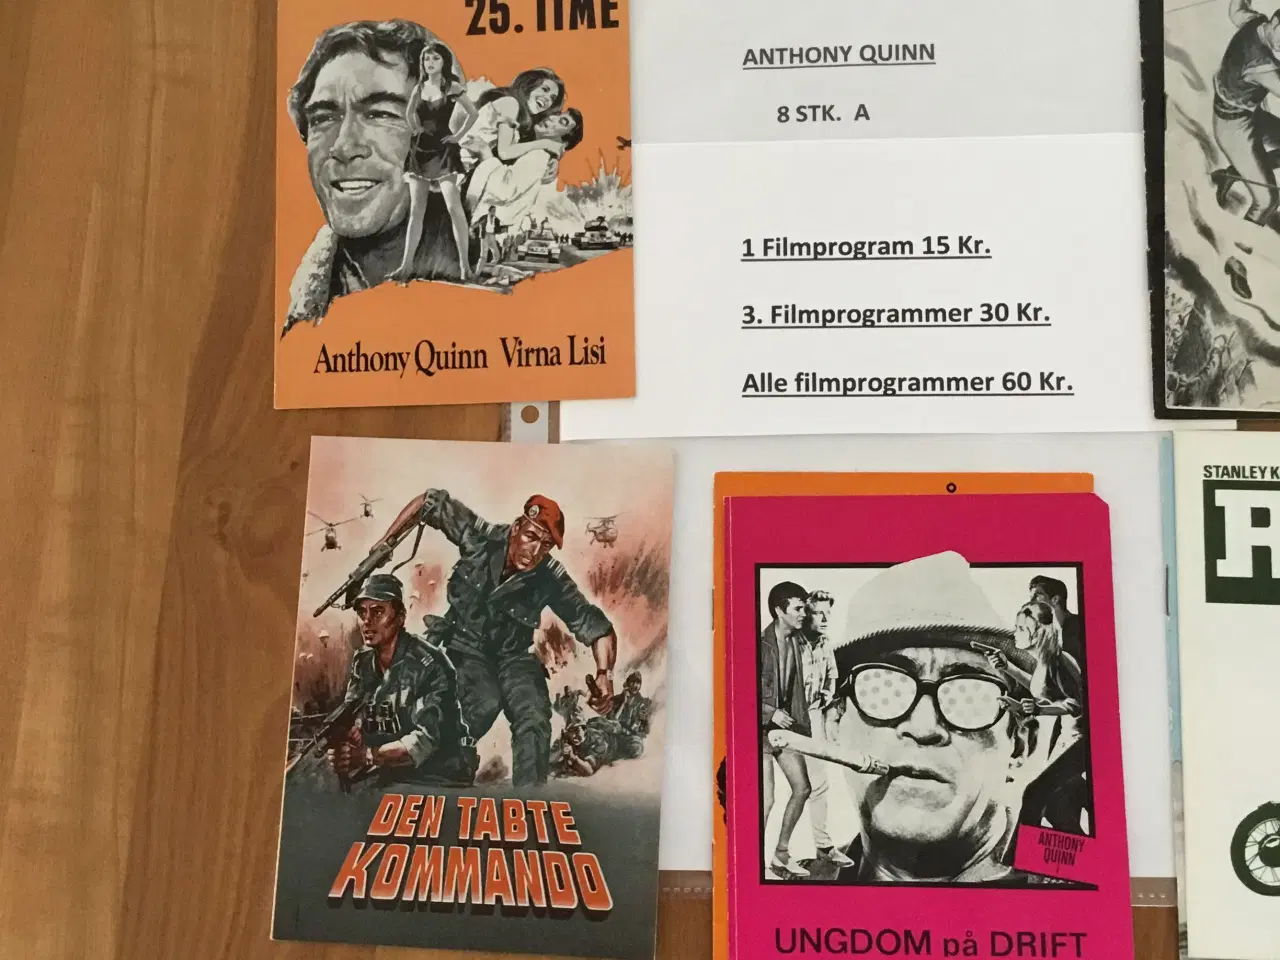 25. TIME
Anthony Quinn Virna Lisi
ANTHONY QUINN
8 STK. A
1 Filmprogram 15 Kr.
3. Filmprogrammer 30 Kr.
Alle filmprogrammer 60 Kr.
DEN TABTE
KOMMANDO
ANTHONY
QUINN
UNGDOM på DRIFT
STANLEY K
R